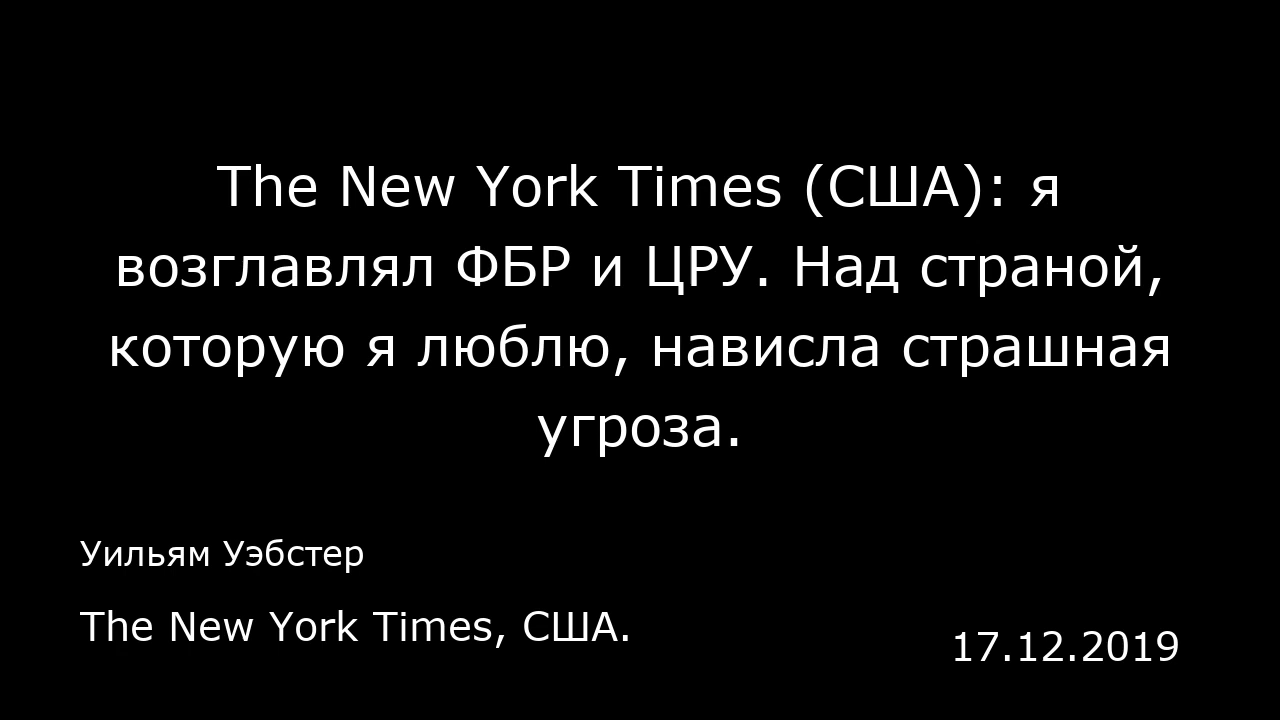 The New York Times (США): я
возглавлял ФБР и ЦРУ. Над страной,
которую я люблю, нависла страшная
угроза.
Уильям Уэбстер
The New York Times, США.
17.12.2019